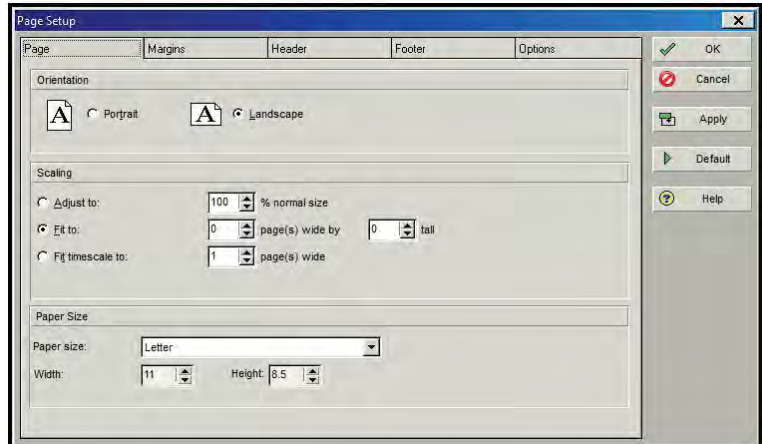 Page Setup
Page Margins Header Footer Options
OK
Cancel
Apply
Default
Help
Orientation
A Portrait A Landscape
Scaling
Adjust to: 100 % normal size
Fit to: 0 page(s) wide by 0 tall
Fit timescale to: 1 page(s) wide
Paper Size
Paper size: Letter
Width: 11 Height: 8.5